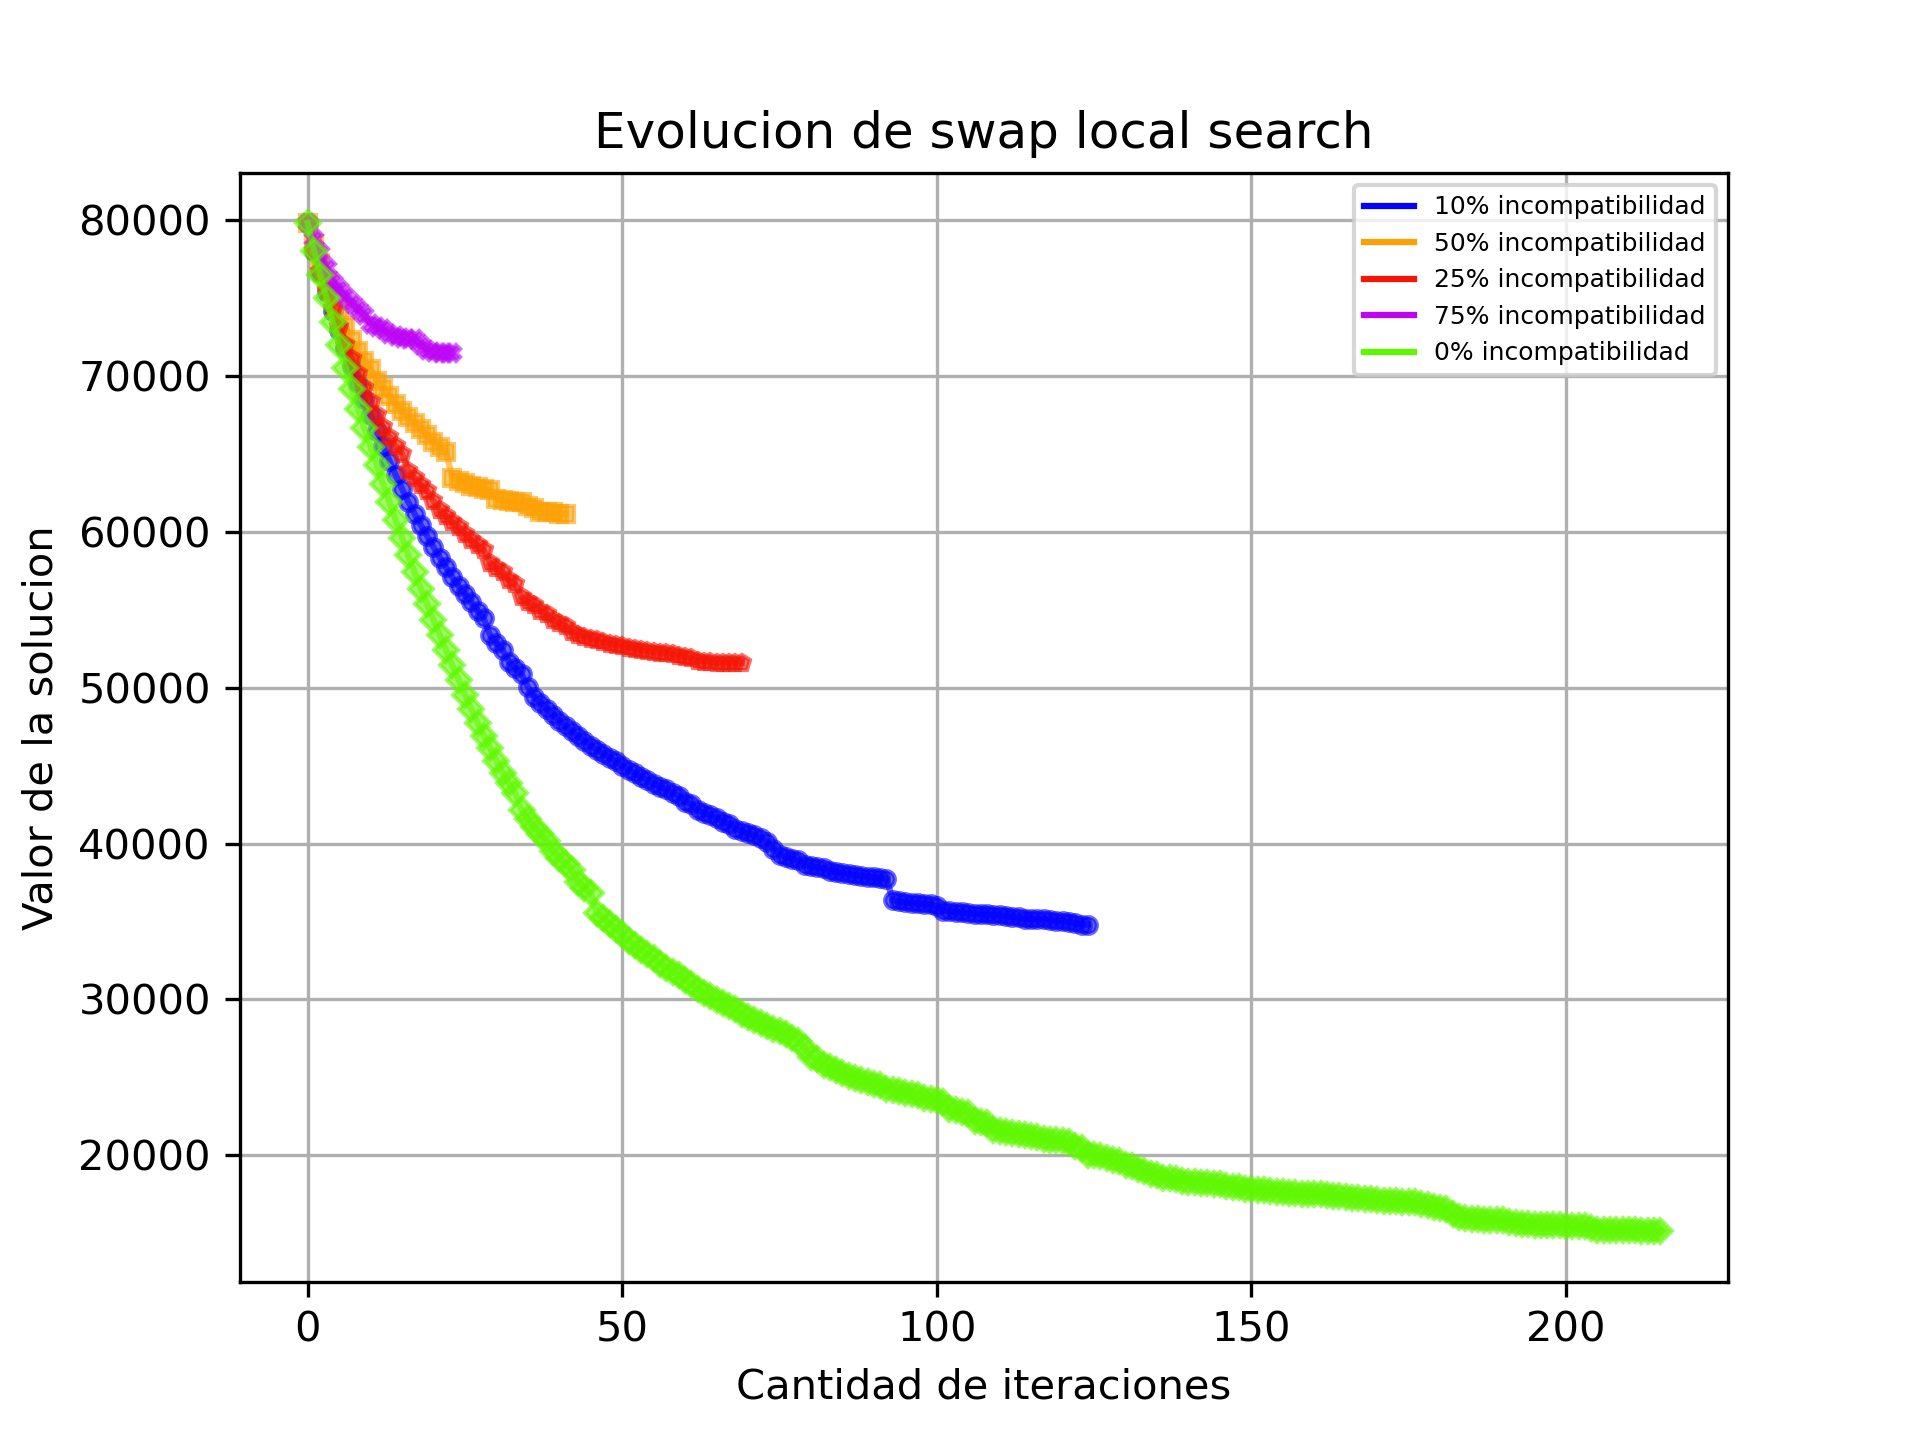 Evolucion de swap local search
10% incompatibilidad
50% incompatibilidad
25% incompatibilidad
75% incompatibilidad
0% incompatibilidad
Valor de la solucion
80000
70000
60000
50000
40000
30000
20000
0 50 100 150 200
Cantidad de iteraciones